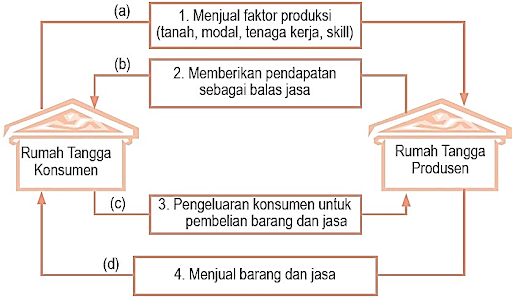 (a)
1. Menjual faktor produksi
(tanah, modal, tenaga kerja, skill)
(b)
2. Memberikan pendapatan
sebagai balas jasa
Rumah Tangga
Konsumen
Rumah Tangga
Produsen
(c)
3. Pengeluaran konsumen untuk
pembelian barang dan jasa
(d)
4. Menjual barang dan jasa